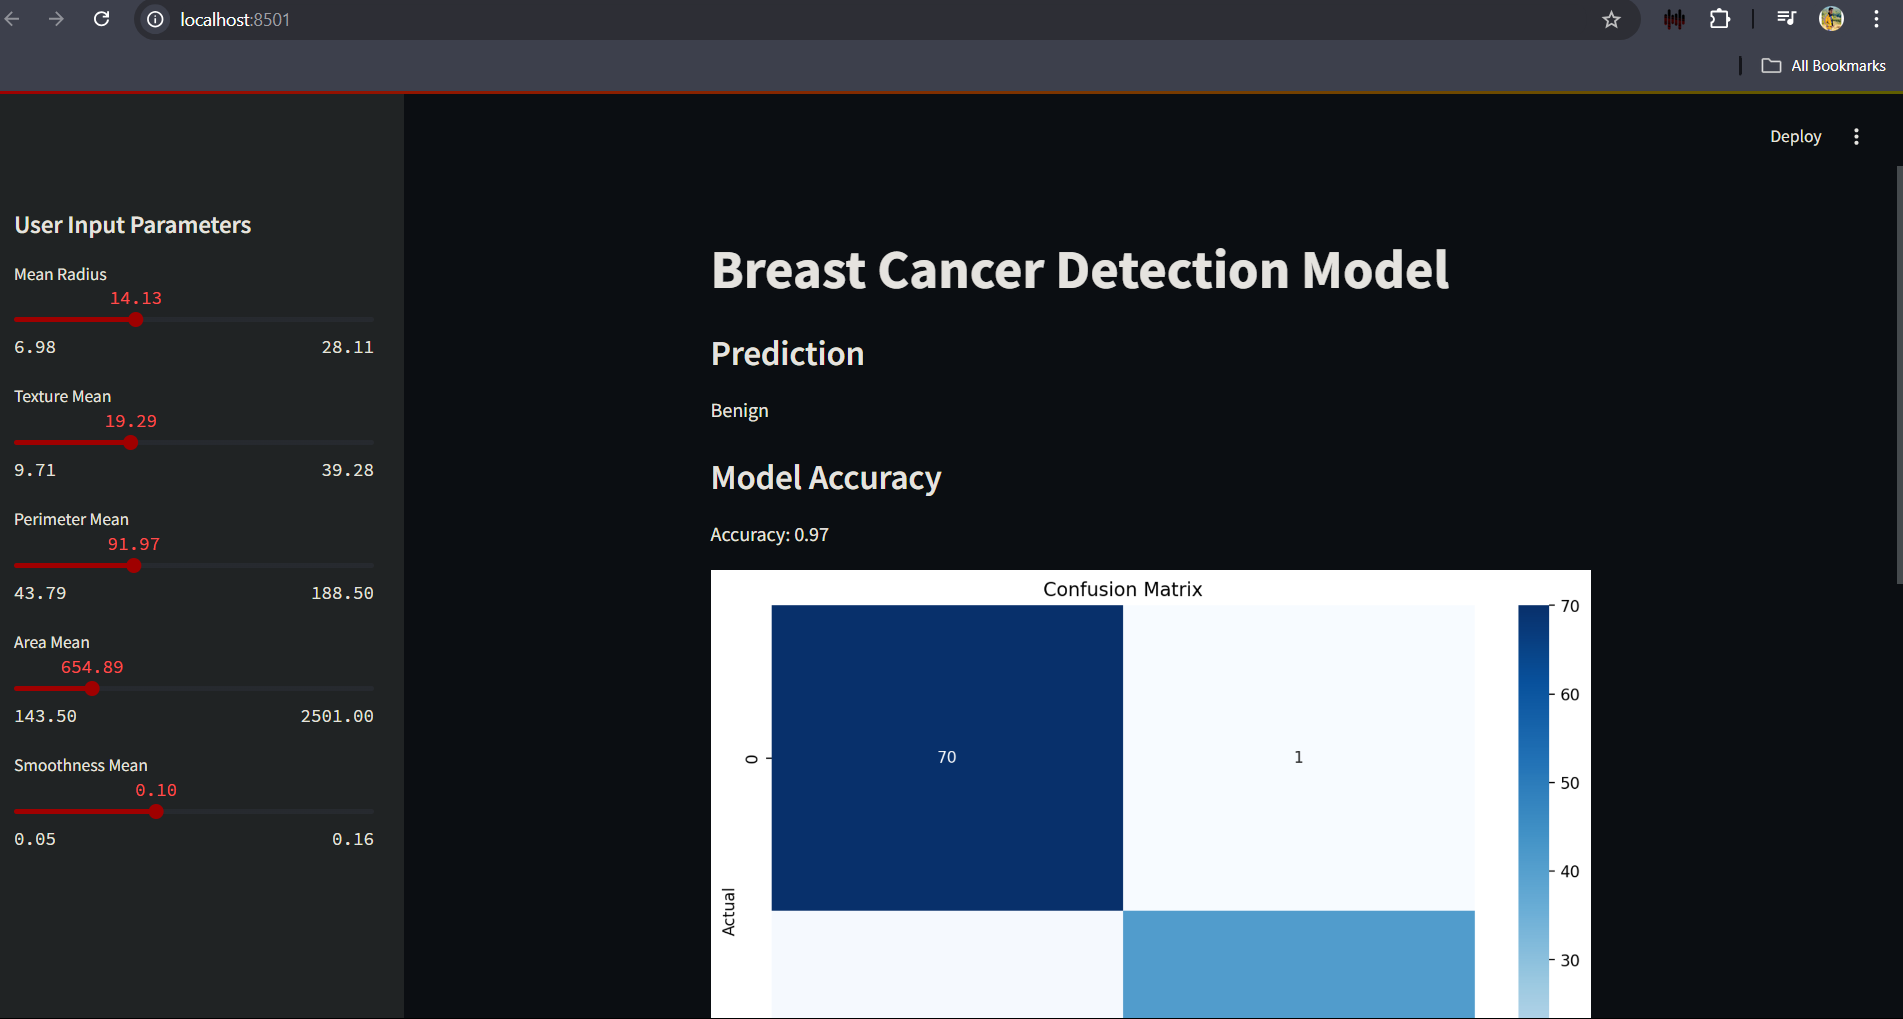 localhost:8501
All Bookmarks
Deploy
User Input Parameters
Mean Radius
14.13
6.98 28.11
Texture Mean
19.29
9.71 39.28
Perimeter Mean
91.97
43.79 188.50
Area Mean
654.89
143.50 2501.00
Smoothness Mean
0.10
0.05 0.16
Breast Cancer Detection Model
Prediction
Benign
Model Accuracy
Accuracy: 0.97
Confusion Matrix
70
60
50
40
30
0
70 1
Actual